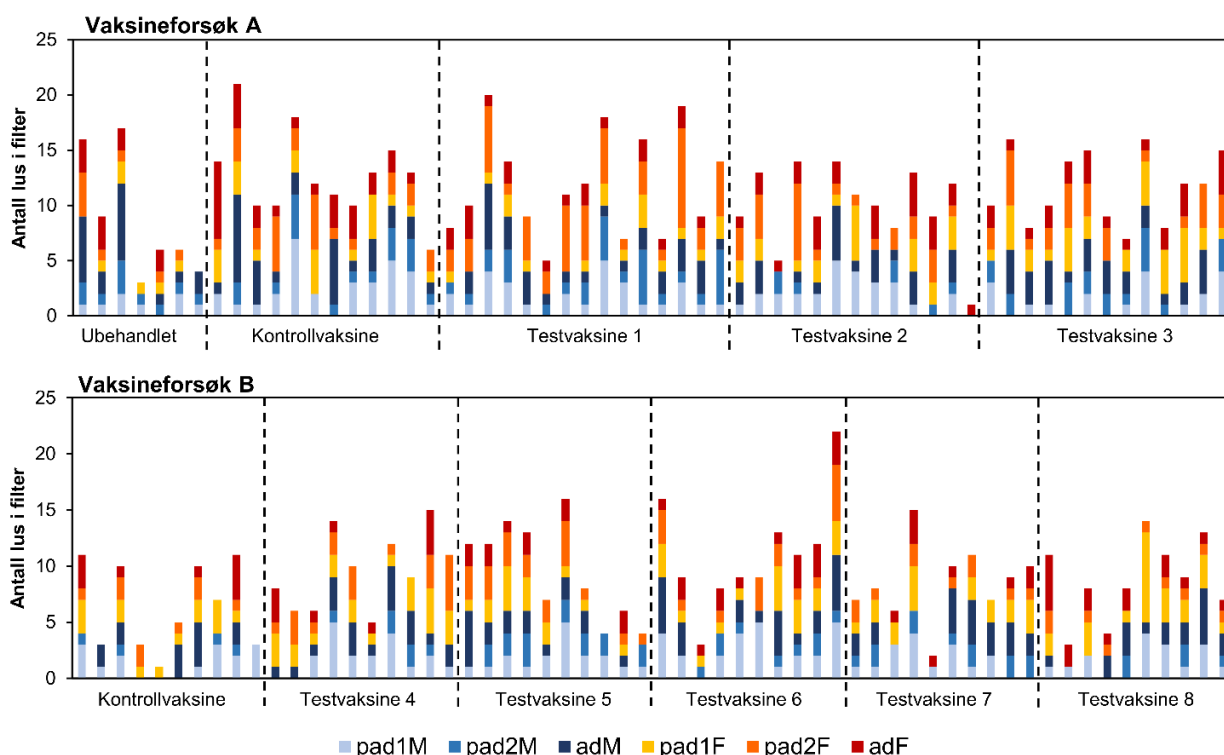 Vaksineforsøk A
Antall lus i filter
25
20
15
10
5
0
Ubehandlet Kontrollvaksine Testvaksine 1 Testvaksine 2 Testvaksine 3
Vaksineforsøk B
Antall lus i filter
25
20
15
10
5
0
Kontrollvaksine Testvaksine 4 Testvaksine 5 Testvaksine 6 Testvaksine 7 Testvaksine 8
pad1M pad2M adM pad1F pad2F adF